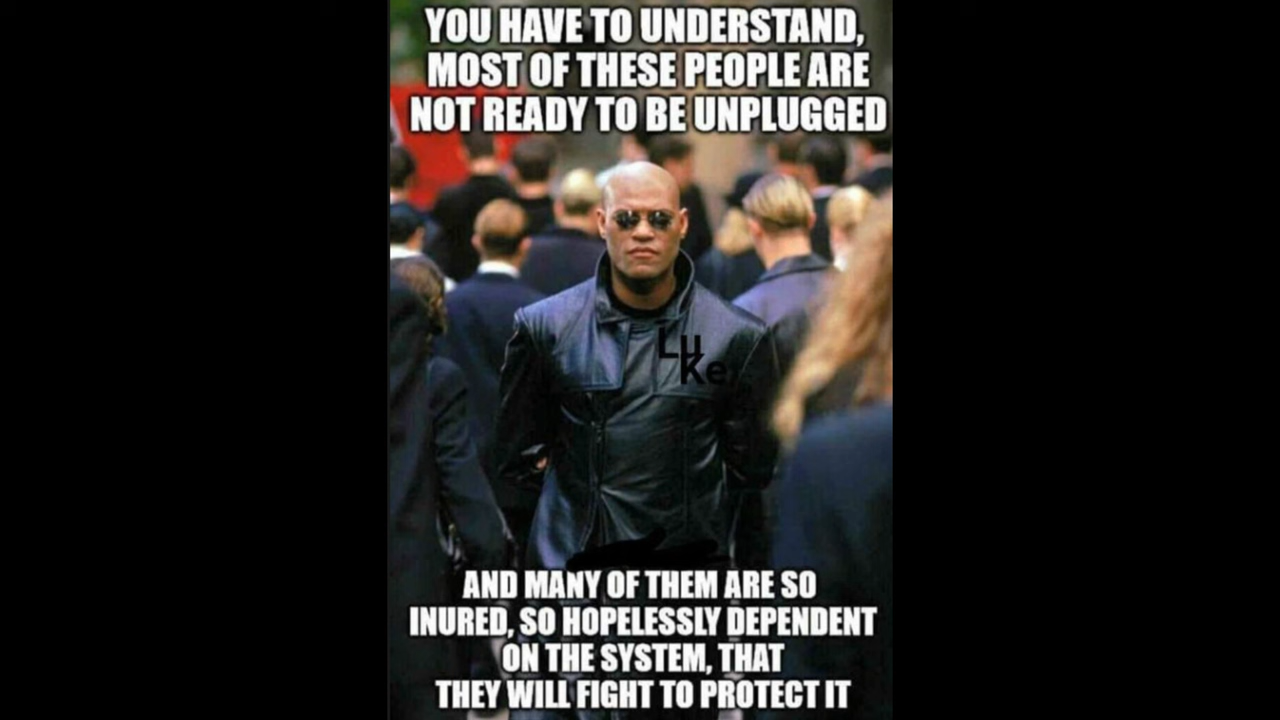 YOU HAVE TO UNDERSTAND,
MOST OF THESE PEOPLE ARE
NOT READY TO BE UNPLUGGED
Lu
Ke
AND MANY OF THEM ARE SO
INURED, SO HOPELESSLY DEPENDENT
ON THE SYSTEM, THAT
THEY WILL FIGHT TO PROTECT IT